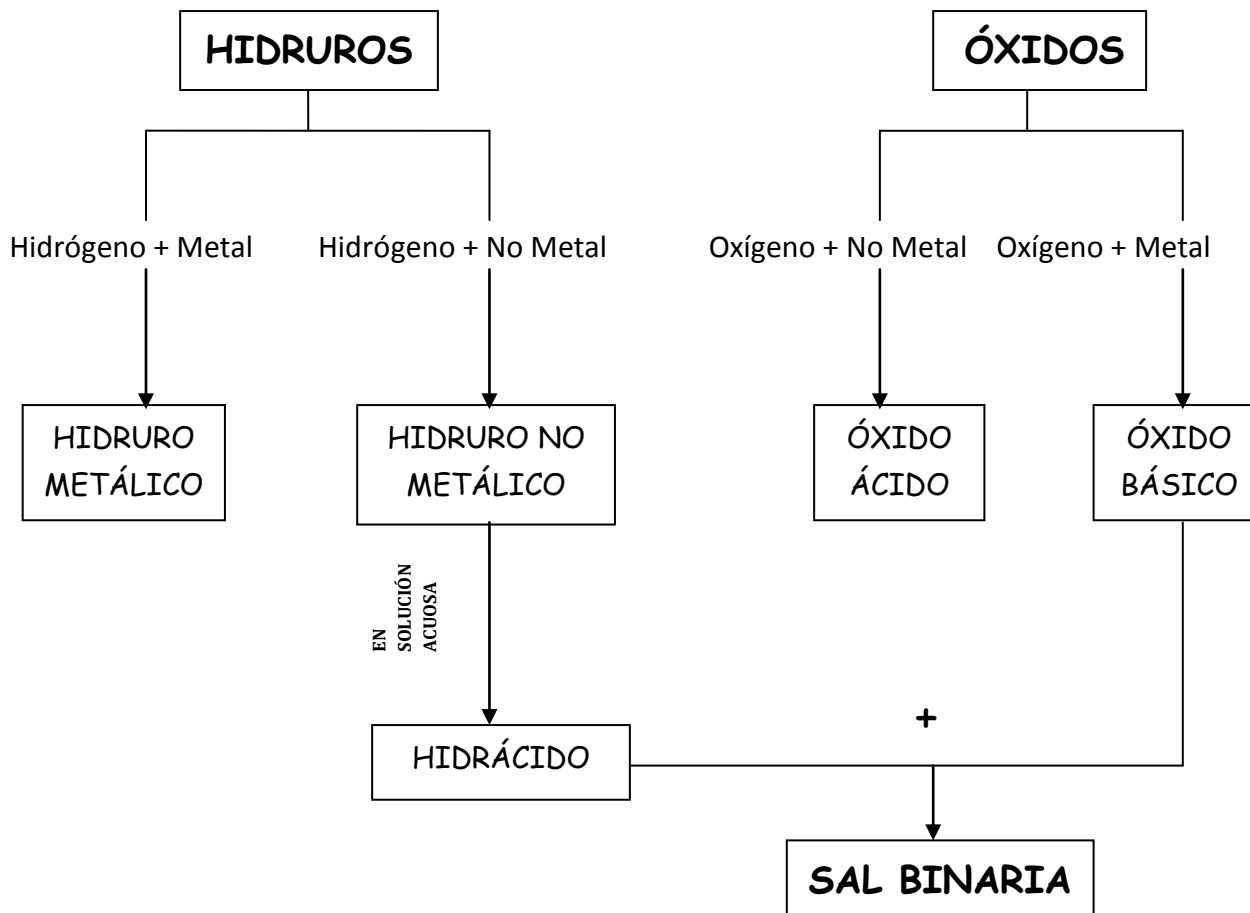 HIDRUROS
ÓXIDOS
Hidrógeno + Metal
Hidrógeno + No Metal
Oxígeno + No Metal
Oxígeno + Metal
HIDRURO
METÁLICO
HIDRURO NO
METÁLICO
ÓXIDO
ÁCIDO
ÓXIDO
BÁSICO
EN
SOLUCIÓN
ACUOSA
+
HIDRÁCIDO
SAL BINARIA